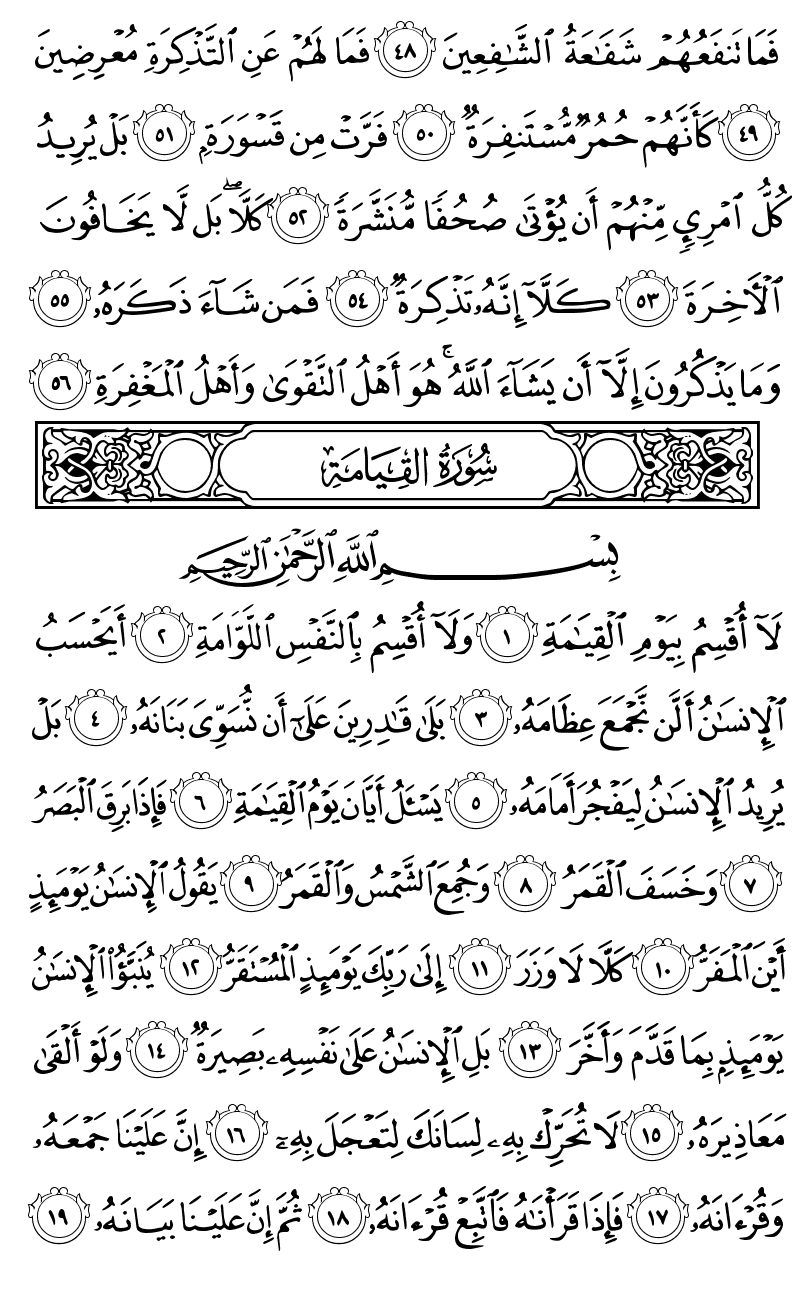 فَمَا تَنفَعُهُمْ شَفَـٰعَةُ ٱلشَّـٰفِعِينَ ٤٨ فَمَا لَهُمْ عَنِ ٱلتَّذْكِرَةِ مُعْرِضِينَ
٤٩ كَأَنَّهُمْ حُمُرٌ مُّسْتَنفِرَةٌ ٥٠ فَرَّتْ مِن قَسْوَرَةٍۭ ٥١ بَلْ يُرِيدُ
كُلُّ ٱمْرِئٍ مِّنْهُمْ أَن يُؤْتَىٰ صُحُفًا مُّنَشَّرَةً ٥٢ كَلَّا ۖ بَل لَّا يَخَافُونَ
ٱلْأَخِرَةَ ٥٣ كَلَّآ إِنَّهُۥ تَذْكِرَةٌ ٥٤ فَمَن شَآءَ ذَكَرَهُۥ ٥٥
وَمَا يَذْكُرُونَ إِلَّآ أَن يَشَآءَ ٱللَّهُ ۚ هُوَ أَهْلُ ٱلتَّقْوَىٰ وَأَهْلُ ٱلْمَغْفِرَةِ ٥٦
سُورَةُ القِيَامَةِ
بِسْمِ ٱللَّهِ ٱلرَّحْمَـٰنِ ٱلرَّحِيمِ
لَآ أُقْسِمُ بِيَوْمِ ٱلْقِيَـٰمَةِ ١ وَلَآ أُقْسِمُ بِٱلنَّفْسِ ٱللَّوَّامَةِ ٢ أَيَحْسَبُ
ٱلْإِنسَـٰنُ أَلَّن نَّجْمَعَ عِظَامَهُۥ ٣ بَلَىٰ قَـٰدِرِينَ عَلَىٰٓ أَن نُّسَوِّىَ بَنَانَهُۥ ٤ بَلْ
يُرِيدُ ٱلْإِنسَـٰنُ لِيَفْجُرَ أَمَامَهُۥ ٥ يَسْـَٔلُ أَيَّانَ يَوْمُ ٱلْقِيَـٰمَةِ ٦ فَإِذَا بَرِقَ ٱلْبَصَرُ
٧ وَخَسَفَ ٱلْقَمَرُ ٨ وَجُمِعَ ٱلشَّمْسُ وَٱلْقَمَرُ ٩ يَقُولُ ٱلْإِنسَـٰنُ يَوْمَئِذٍ
أَيْنَ ٱلْمَفَرُّ ١٠ كَلَّا لَا وَزَرَ ١١ إِلَىٰ رَبِّكَ يَوْمَئِذٍ ٱلْمُسْتَقَرُّ ١٢ يُنَبَّؤُا۟ ٱلْإِنسَـٰنُ
يَوْمَئِذٍۭ بِمَا قَدَّمَ وَأَخَّرَ ١٣ بَلِ ٱلْإِنسَـٰنُ عَلَىٰ نَفْسِهِۦ بَصِيرَةٌ ١٤ وَلَوْ أَلْقَىٰ
مَعَاذِيرَهُۥ ١٥ لَا تُحَرِّكْ بِهِۦ لِسَانَكَ لِتَعْجَلَ بِهِۦٓ ١٦ إِنَّ عَلَيْنَا جَمْعَهُۥ
وَقُرْءَانَهُۥ ١٧ فَإِذَا قَرَأْنَـٰهُ فَٱتَّبِعْ قُرْءَانَهُۥ ١٨ ثُمَّ إِنَّ عَلَيْنَا بَيَانَهُۥ ١٩